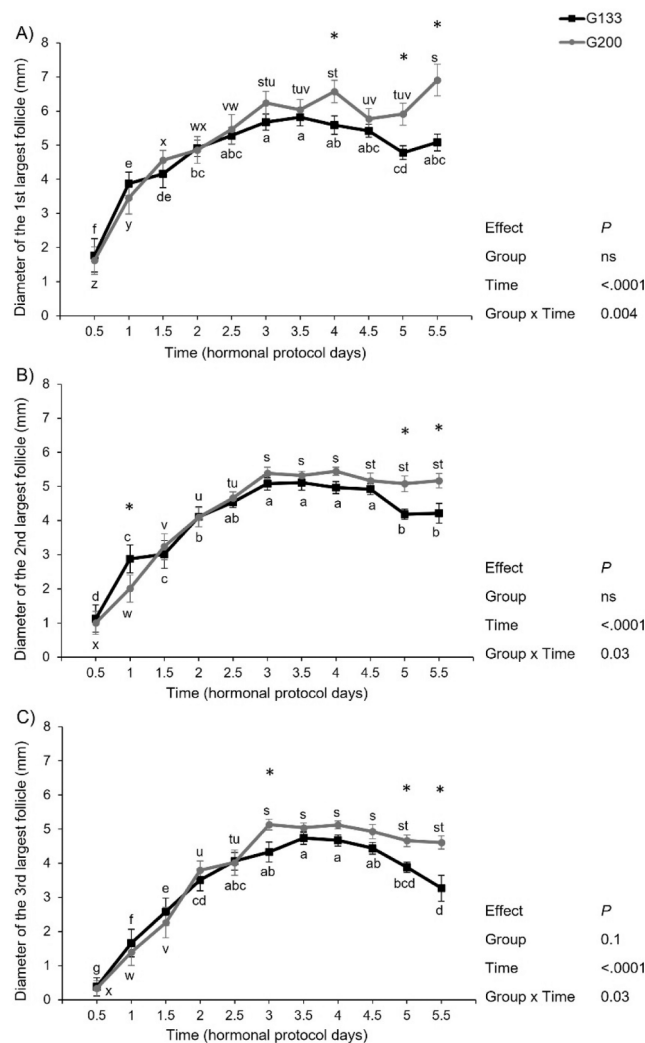 G133
G200
A)
Diameter of the 1st largest follicle (mm)
8
7
6
5
4
3
2
1
0
* * *
f e x wx vw stu tuv st uv tuv s
z y de bc abc a a ab abc cd abc
0.5 1 1.5 2 2.5 3 3.5 4 4.5 5 5.5
Time (hormonal protocol days)
Effect P
Group ns
Time <.0001
Group x Time 0.004
B)
Diameter of the 2nd largest follicle (mm)
8
7
6
5
4
3
2
1
0
* * *
d c v u tu s s s st st st
x w c b ab a a a a b b
0.5 1 1.5 2 2.5 3 3.5 4 4.5 5 5.5
Time (hormonal protocol days)
Effect P
Group ns
Time <.0001
Group x Time 0.03
C)
Diameter of the 3rd largest follicle (mm)
8
7
6
5
4
3
2
1
0
* * *
g f e u tu s s s s st st
x w v cd abc ab a a ab bcd d
0.5 1 1.5 2 2.5 3 3.5 4 4.5 5 5.5
Time (hormonal protocol days)
Effect P
Group 0.1
Time <.0001
Group x Time 0.03